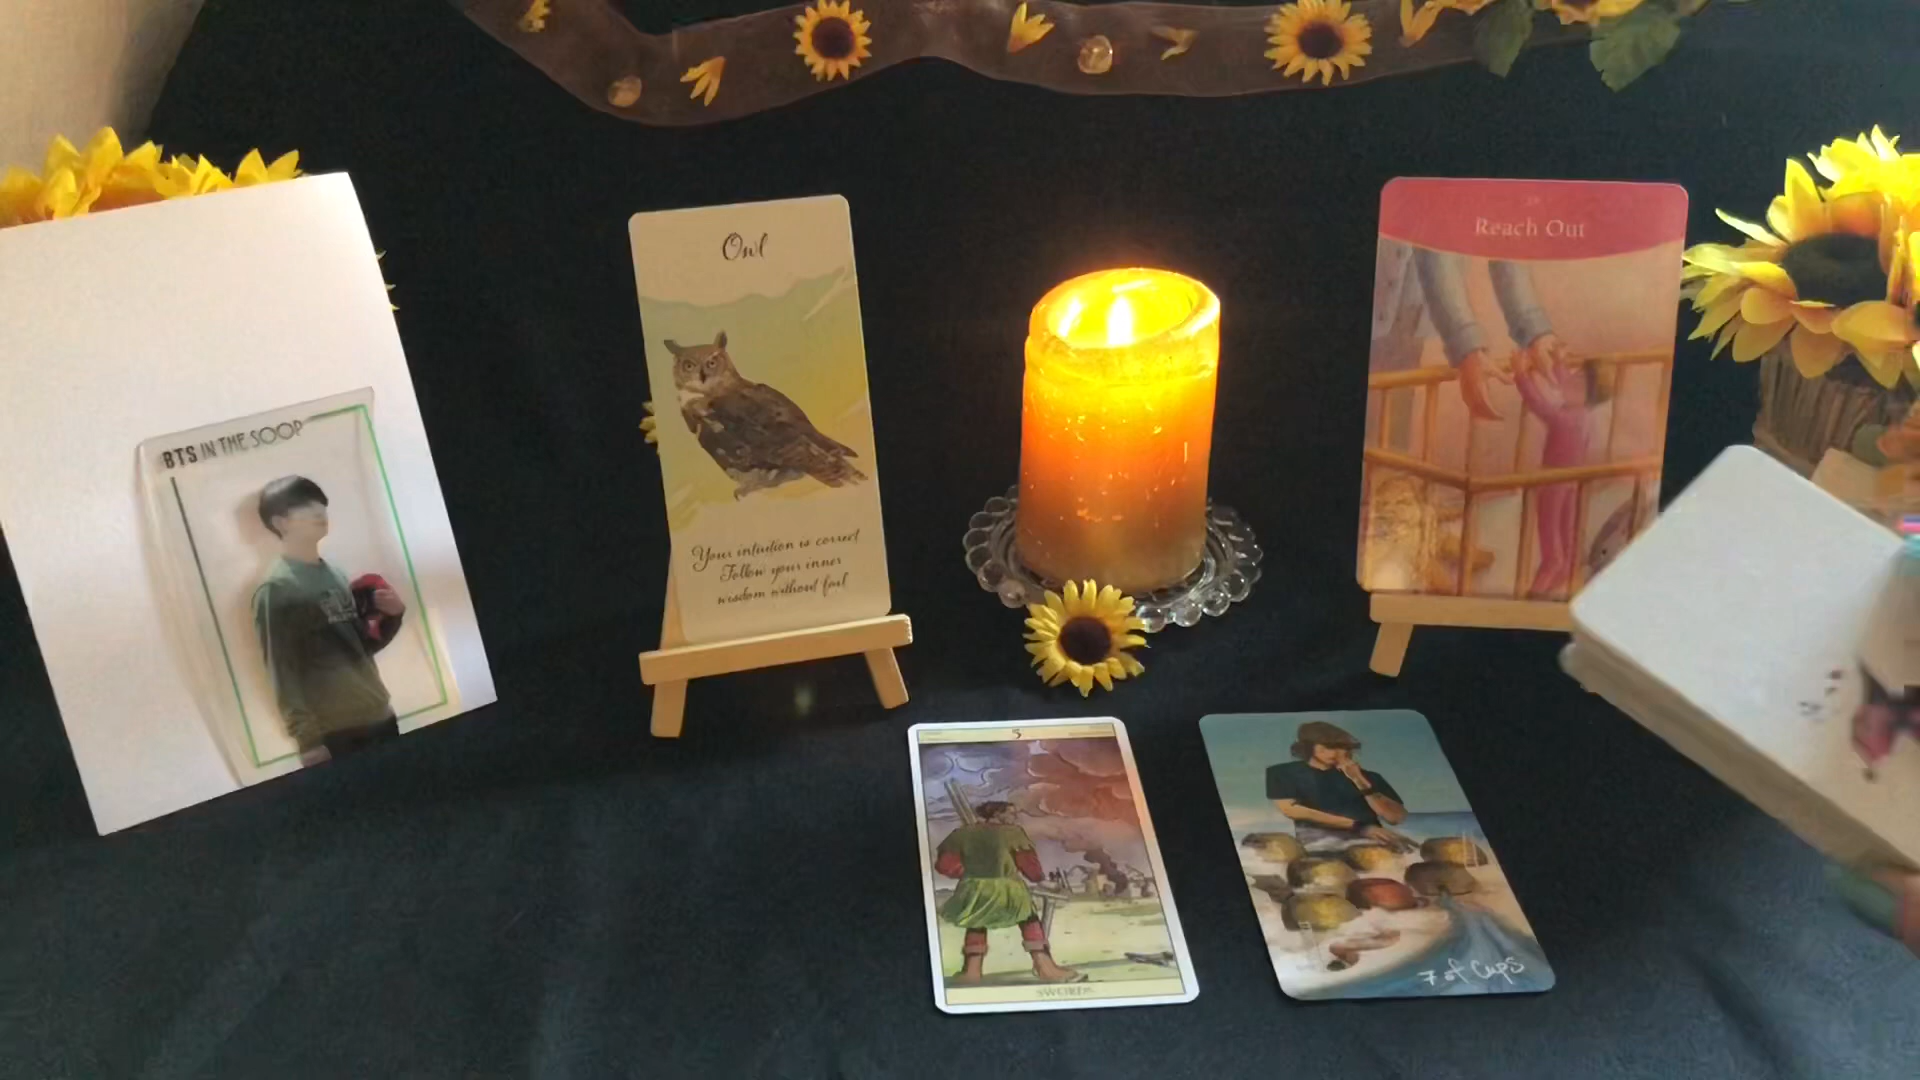 BTS IN THE SOOP
Owl
Your intuition is correct
Follow your inner
wisdom without fail
Reach Out
5
SWORDS
7 of Cups